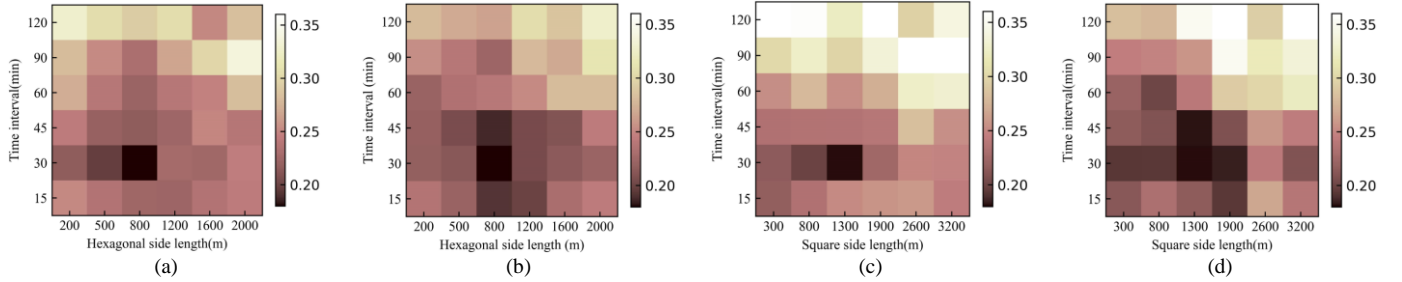 120
90
60
45
30
15
Time interval(min)
200 500 800 1200 1600 2000
Hexagonal side length(m)
0.35
0.30
0.25
0.20
(a)
120
90
60
45
30
15
Time interval (min)
200 500 800 1200 1600 2000
Hexagonal side length (m)
0.35
0.30
0.25
0.20
(b)
120
90
60
45
30
15
Time interval(min)
300 800 1300 1900 2600 3200
Square side length(m)
0.35
0.30
0.25
0.20
(c)
120
90
60
45
30
15
Time interval(min)
300 800 1300 1900 2600 3200
Square side length(m)
0.35
0.30
0.25
0.20
(d)